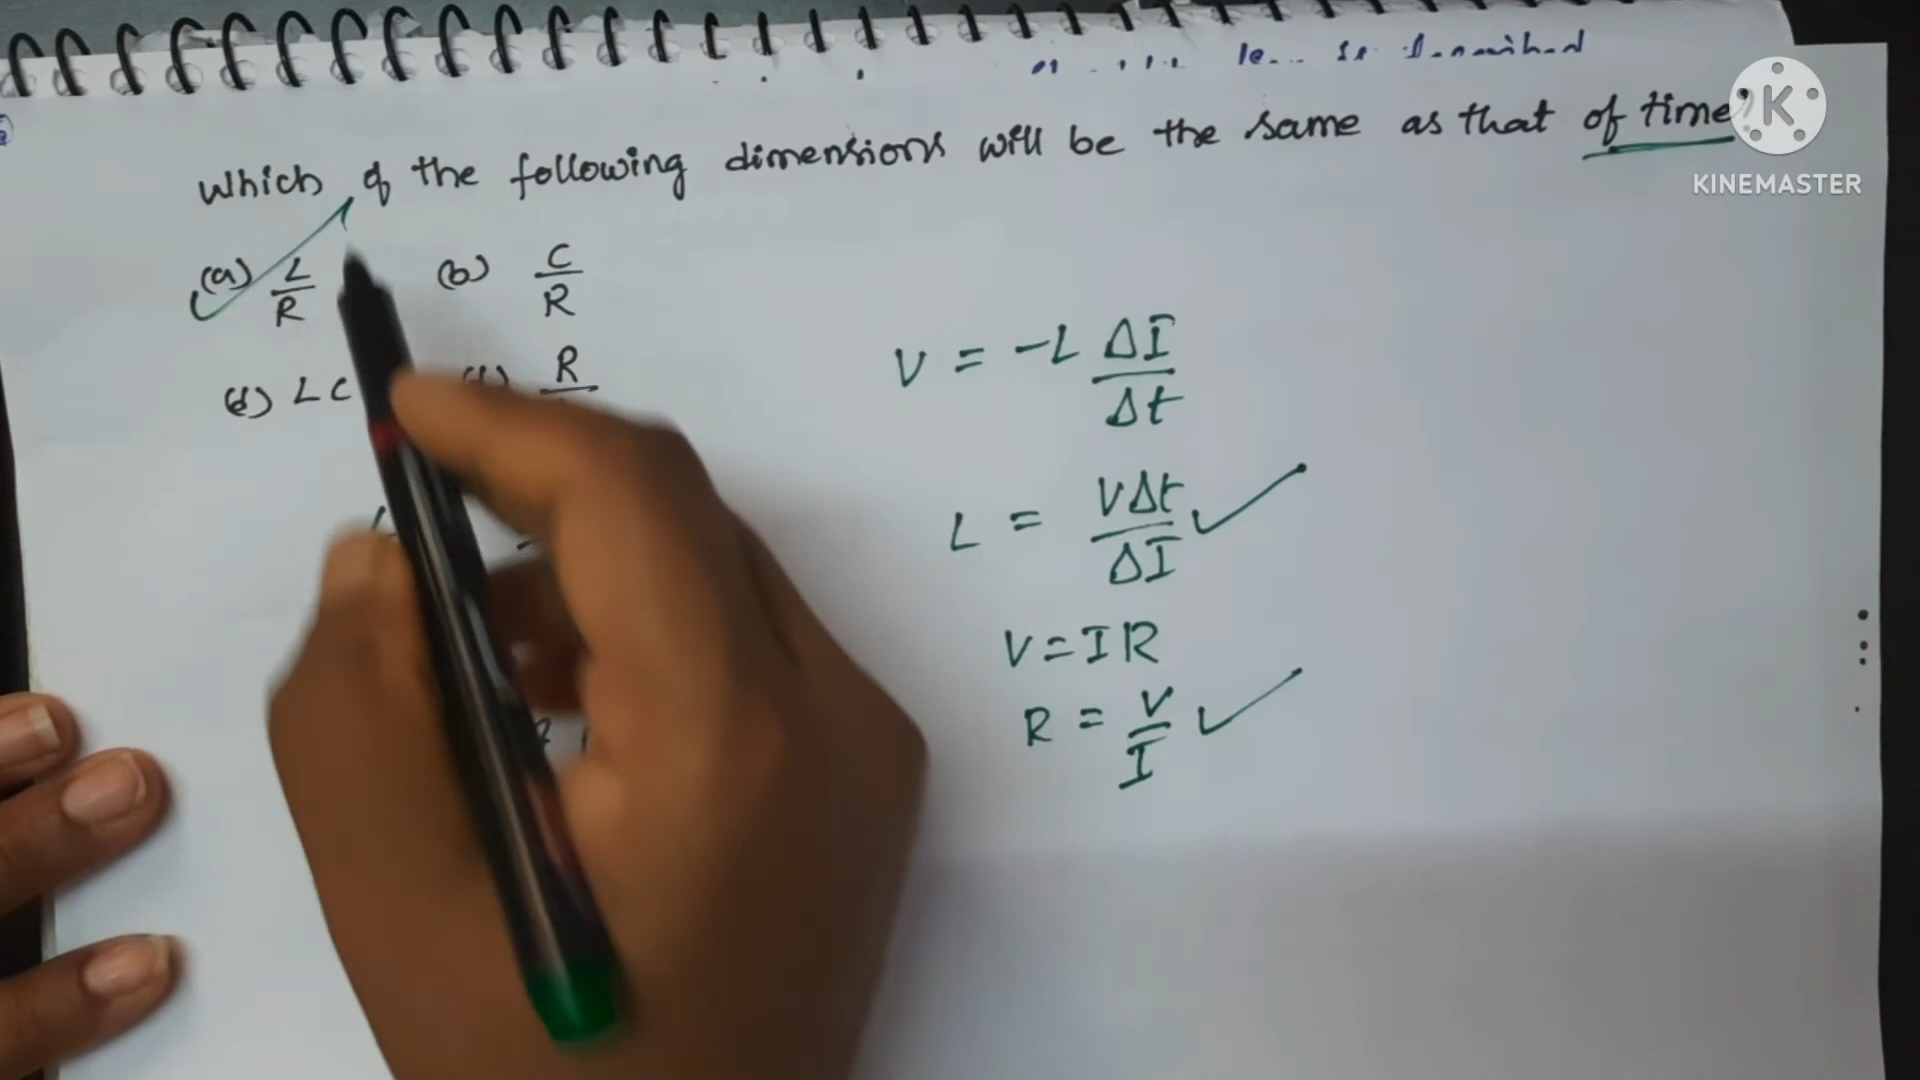 Which of the following dimensions will be the same as that of time?
(a) L/R (b) C/R
(d) LC R
V = -L ΔI/Δt
L = VΔt/ΔI
V=IR
R = V/I
K
KINEMASTER